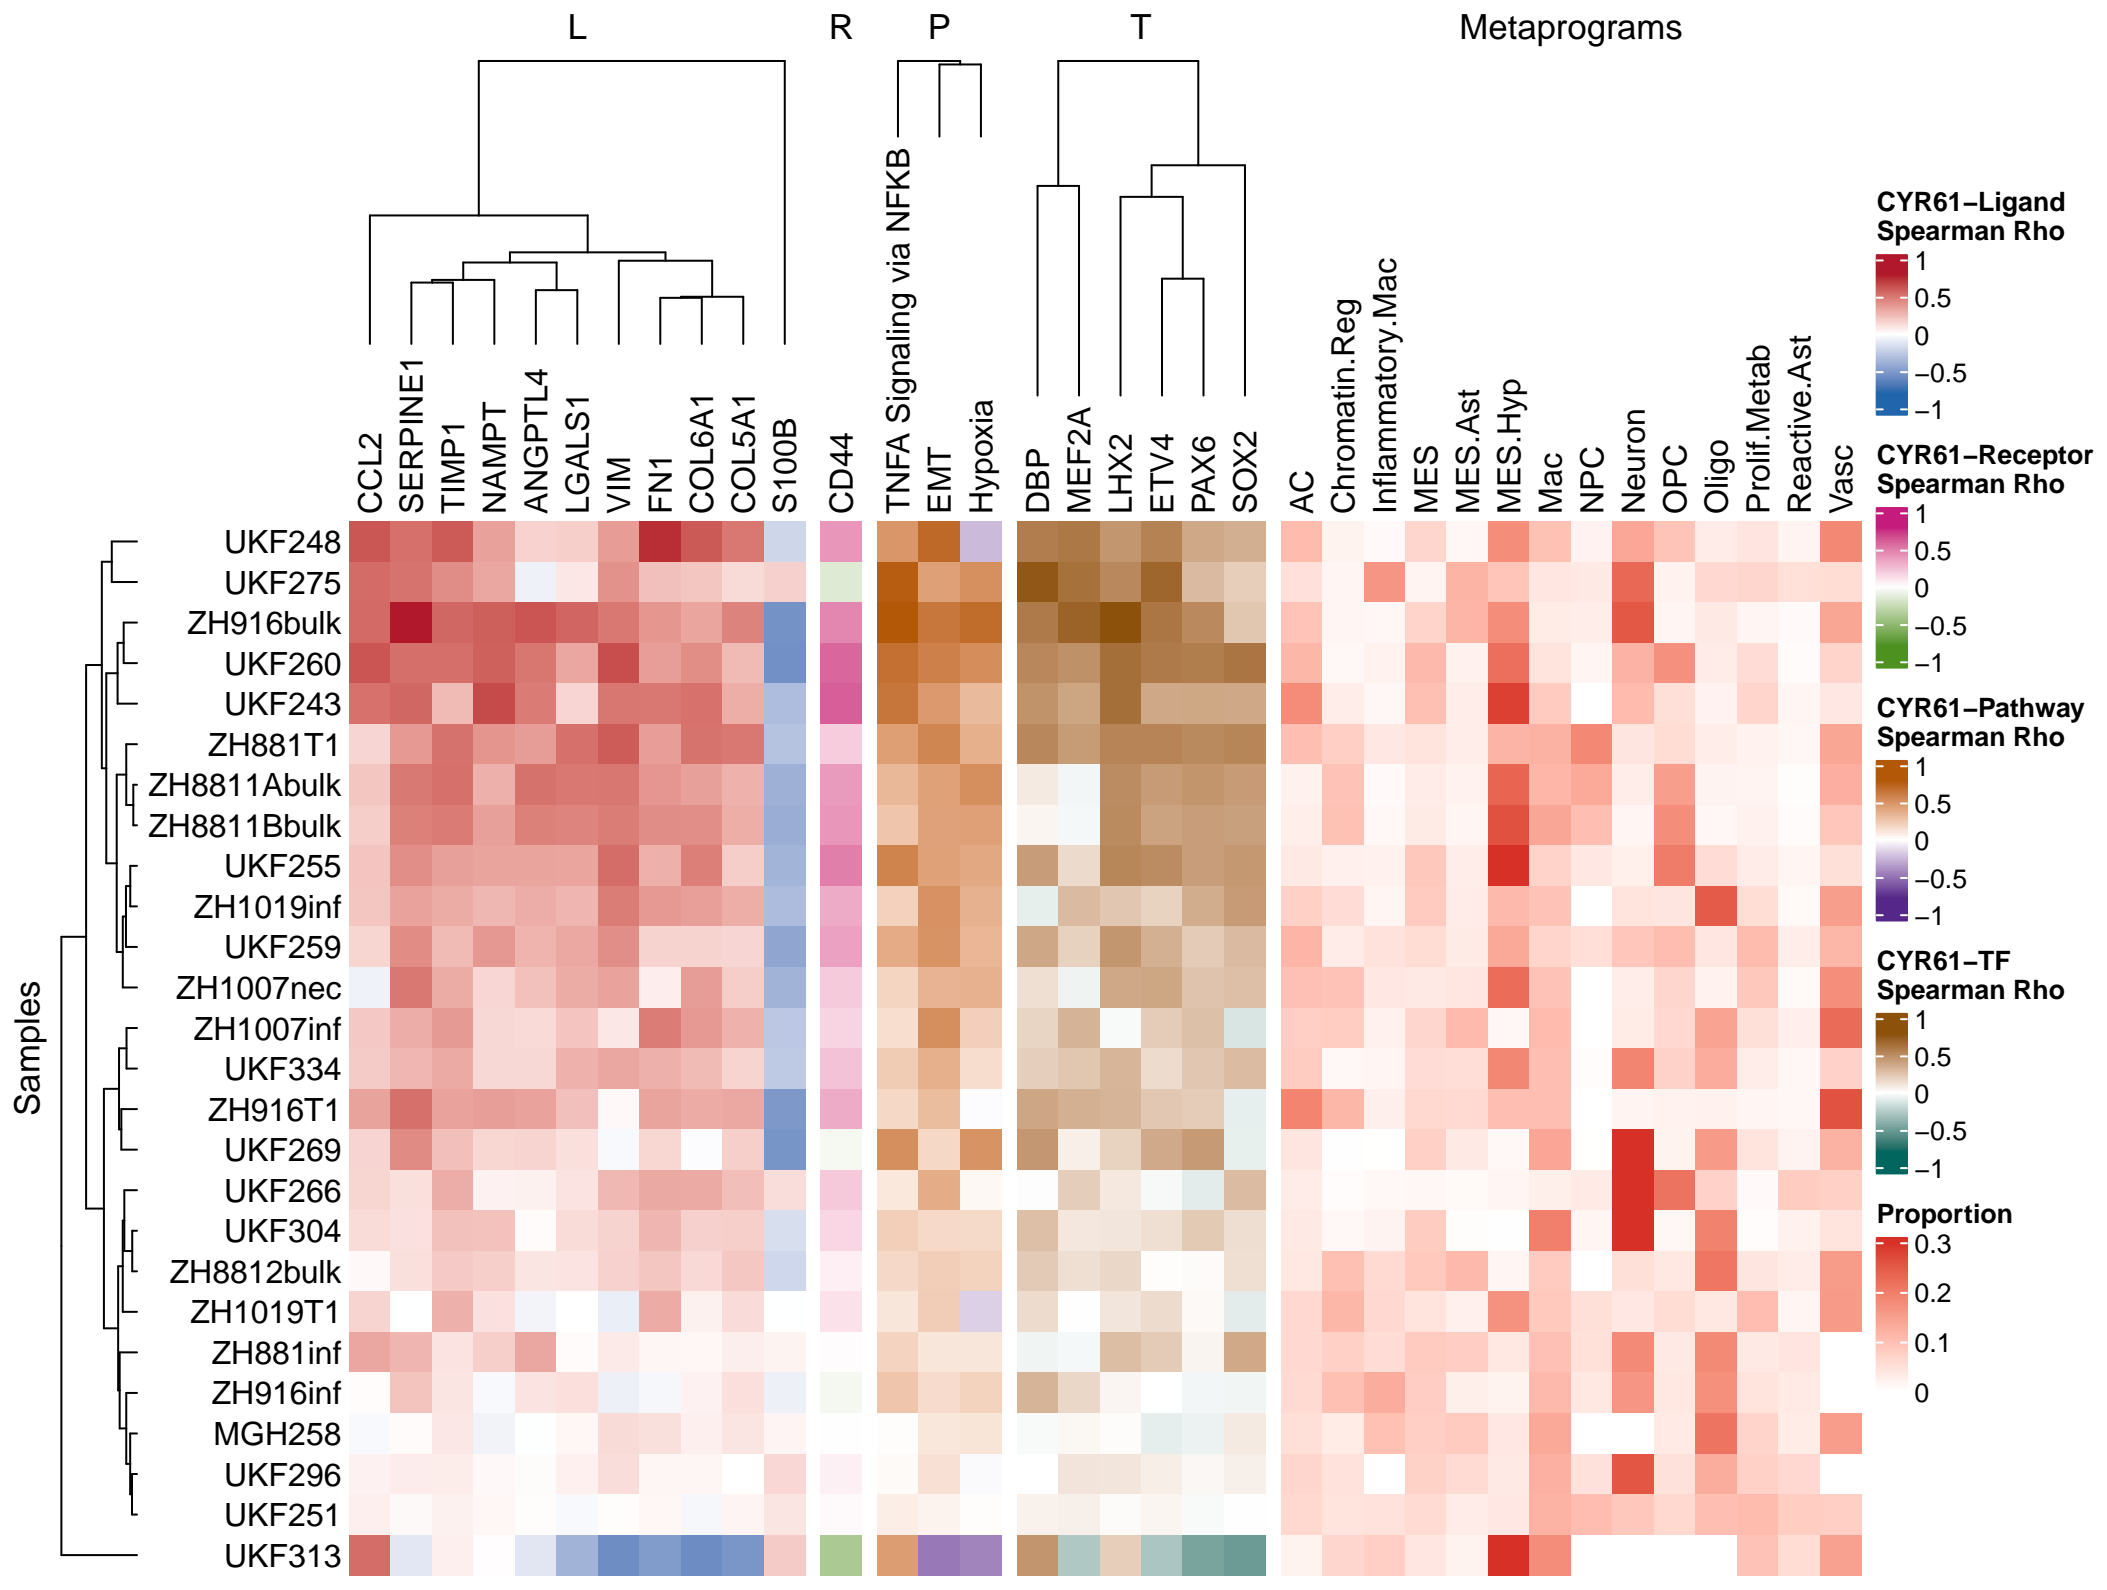 L R P T Metaprograms
CCL2
SERPINE1
TIMP1
NAMPT
ANGPTL4
LGALS1
VIM
FN1
COL6A1
COL5A1
S100B
CD44
TNFA Signaling via NFKB
EMT
Hypoxia
DBP
MEF2A
LHX2
ETV4
PAX6
SOX2
AC
Chromatin.Reg
Inflammatory.Mac
MES
MES.Ast
MES.Hyp
Mac
NPC
Neuron
OPC
Oligo
Prolif.Metab
Reactive.Ast
Vasc
Samples
UKF248
UKF275
ZH916bulk
UKF260
UKF243
ZH881T1
ZH8811Abulk
ZH8811Bbulk
UKF255
ZH1019inf
UKF259
ZH1007nec
ZH1007inf
UKF334
ZH916T1
UKF269
UKF266
UKF304
ZH8812bulk
ZH1019T1
ZH881inf
ZH916inf
MGH258
UKF296
UKF251
UKF313
CYR61−Ligand
Spearman Rho
1
0.5
0
−0.5
−1
CYR61−Receptor
Spearman Rho
1
0.5
0
−0.5
−1
CYR61−Pathway
Spearman Rho
1
0.5
0
−0.5
−1
CYR61−TF
Spearman Rho
1
0.5
0
−0.5
−1
Proportion
0.3
0.2
0.1
0